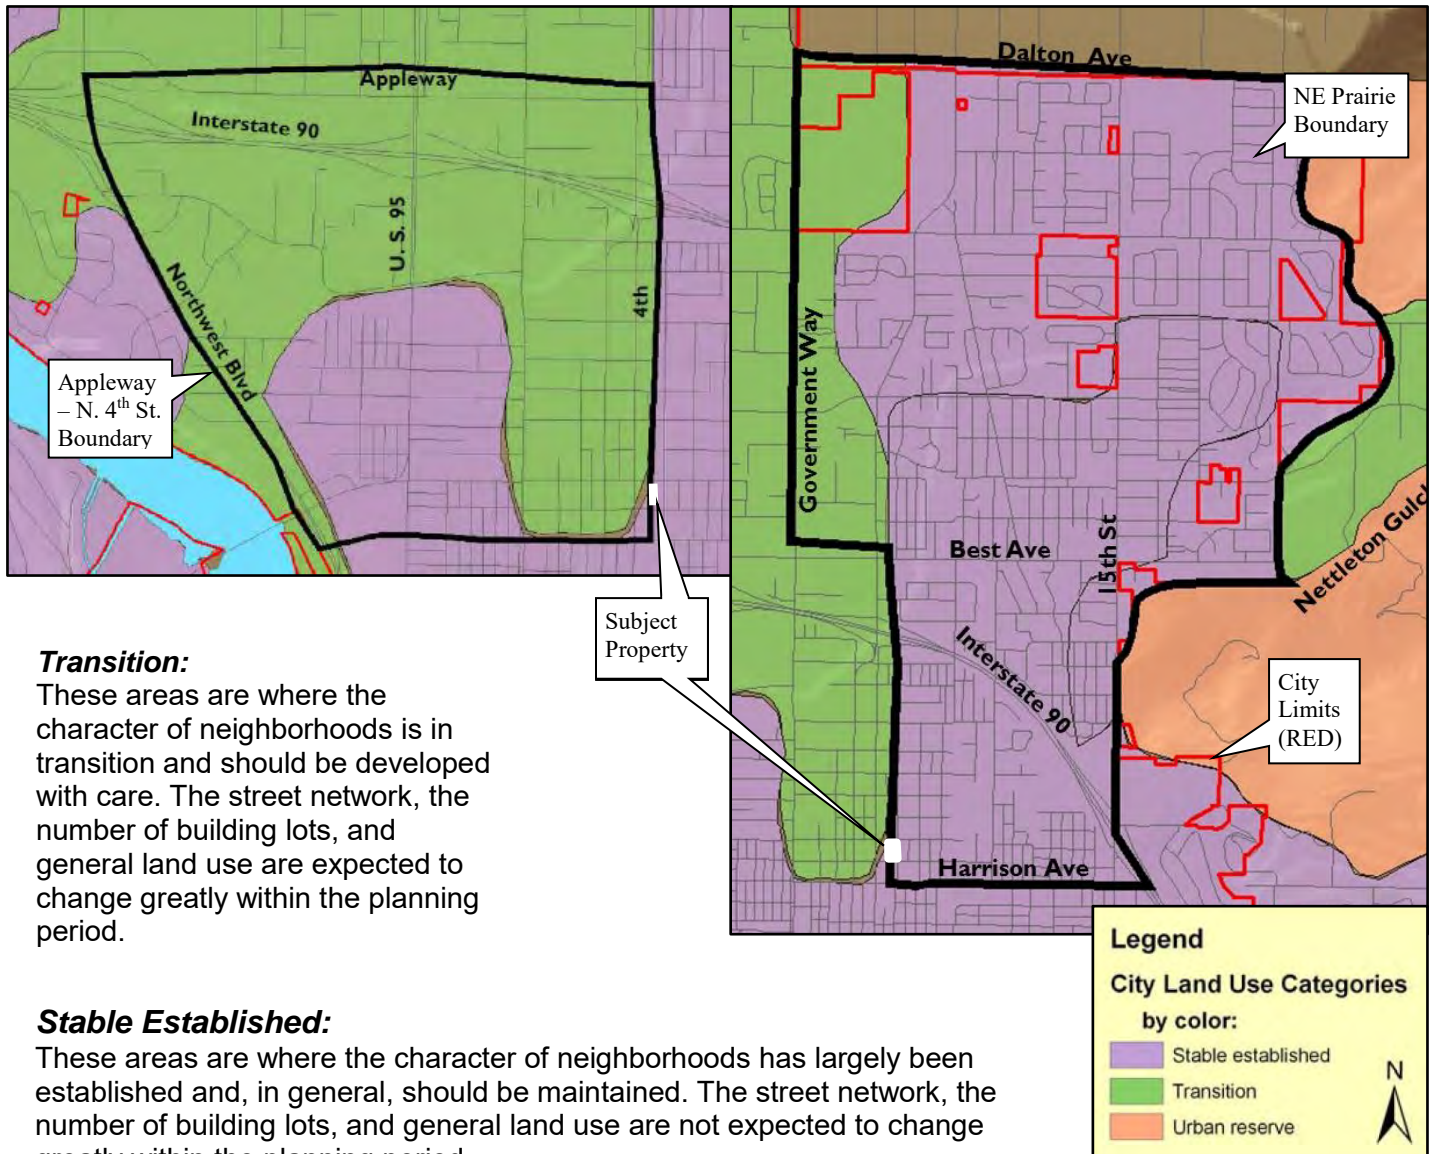 Appleway
Interstate 90
U. S. 95
Northwest Blvd
4th
Appleway
– N. 4th St.
Boundary
Dalton Ave
NE Prairie
Boundary
Government Way
Best Ave
15th St
Nettleton Gulch
Interstate 90
Harrison Ave
City
Limits
(RED)
Subject
Property
Transition:
These areas are where the
character of neighborhoods is in
transition and should be developed
with care. The street network, the
number of building lots, and
general land use are expected to
change greatly within the planning
period.
Stable Established:
These areas are where the character of neighborhoods has largely been
established and, in general, should be maintained. The street network, the
number of building lots, and general land use are not expected to change
greatly within the planning period.
Legend
City Land Use Categories
by color:
Stable established
Transition
Urban reserve
N